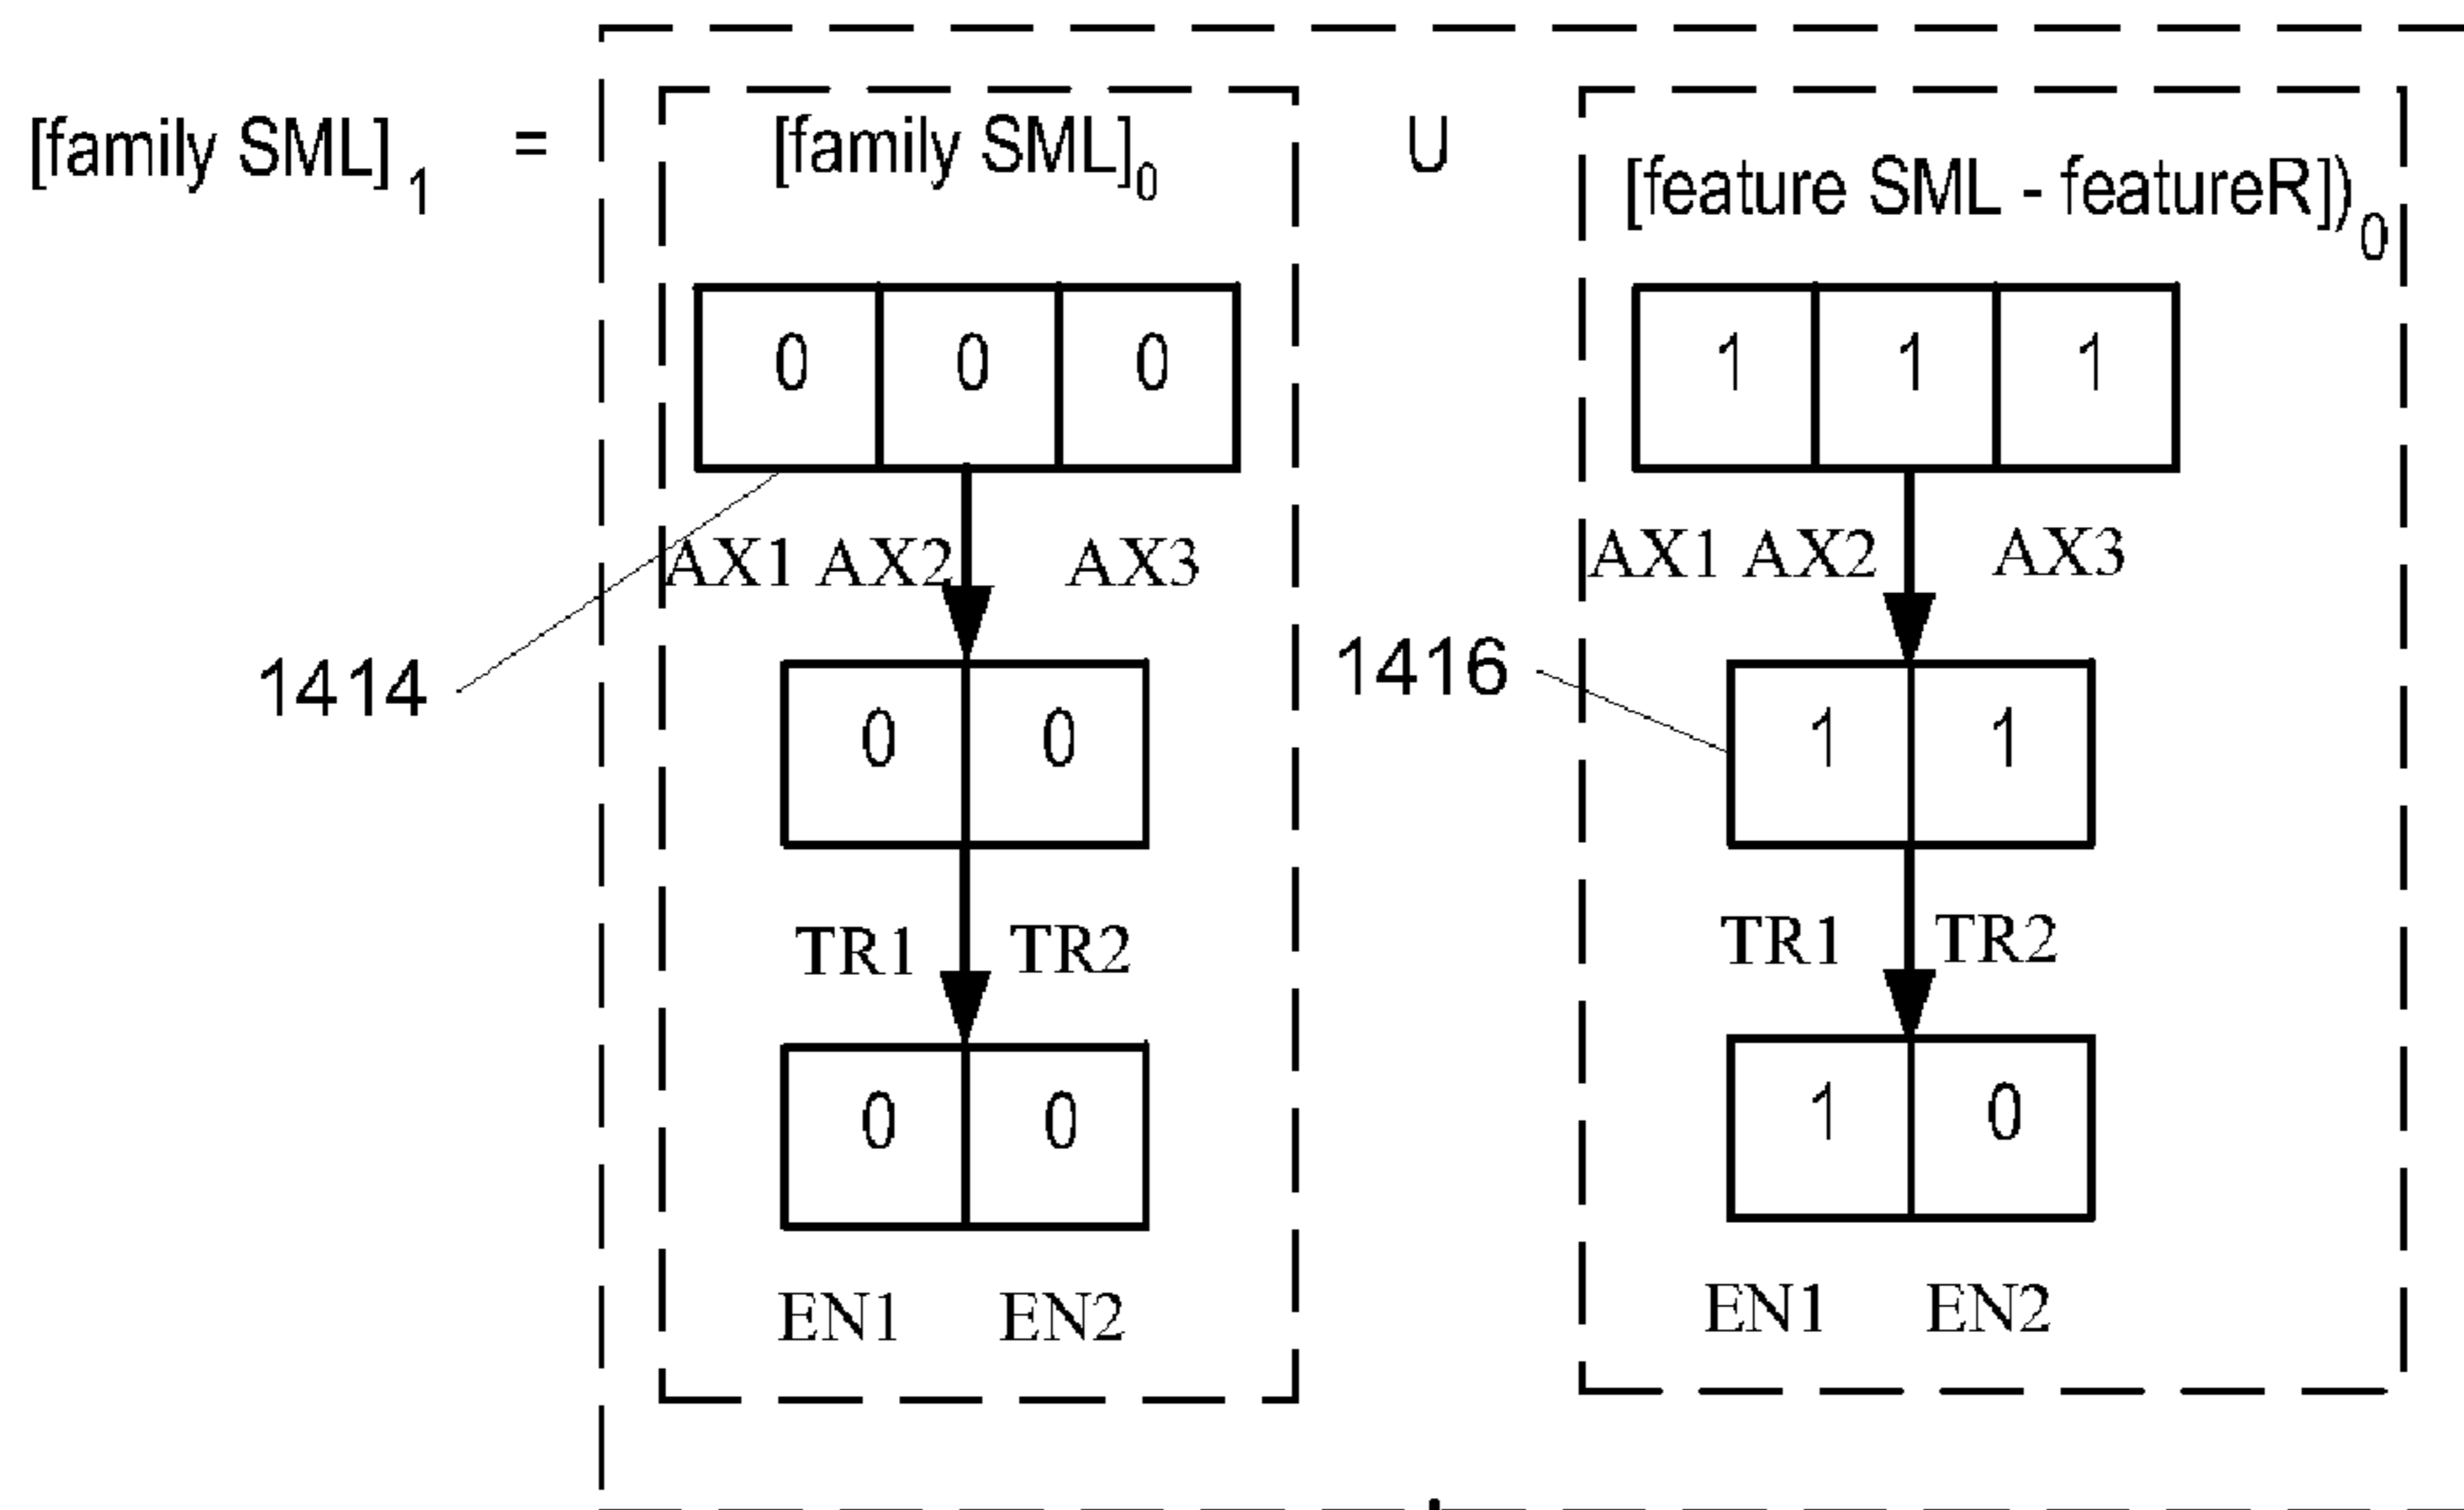 [family SML]1 = [family SML]0 U [feature SML - featureR])0
0 0 0 1 1 1
AX1 AX2 AX3 AX1 AX2 AX3
1414 1416
0 0 1 1
TR1 TR2 TR1 TR2
0 0 1 0
EN1 EN2 EN1 EN2